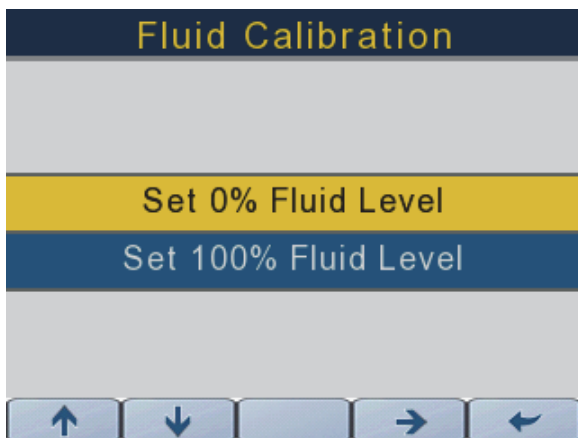 Fluid Calibration
Set 0% Fluid Level
Set 100% Fluid Level